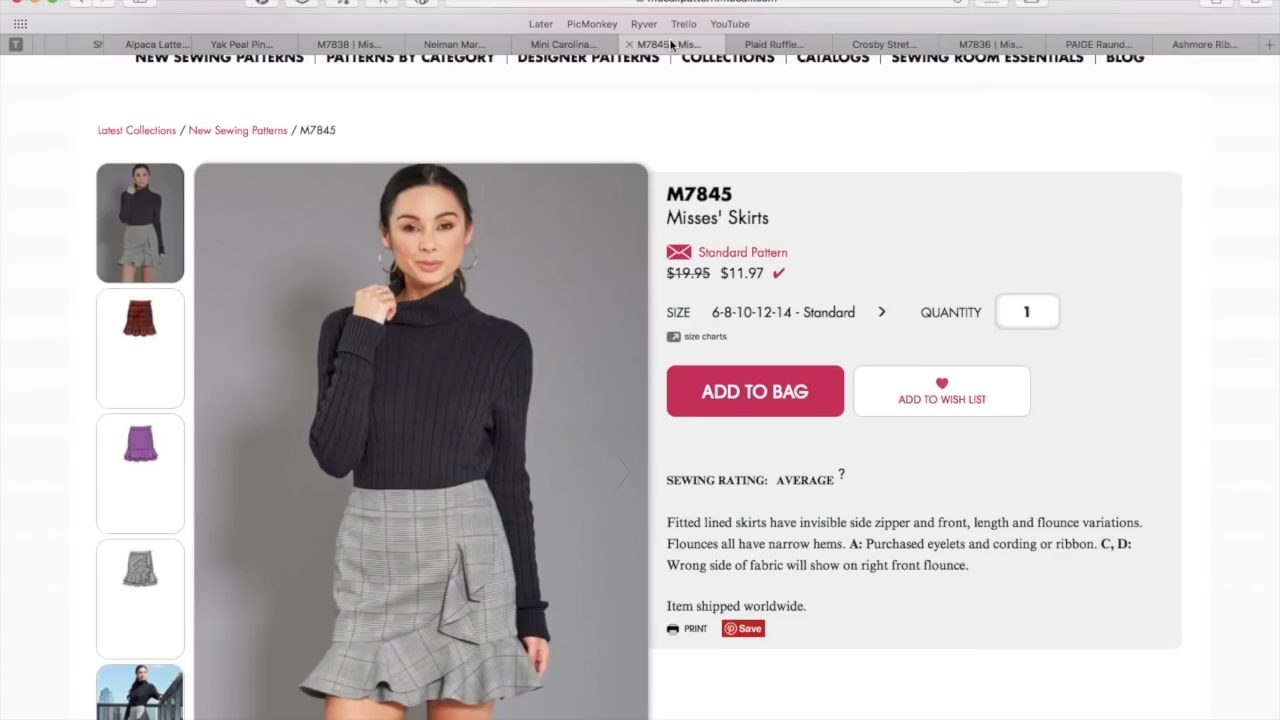 Later PicMonkey Ryver Trello YouTube
T Sh Alpaca Latte... Yak Peal Pin... M7838 | Mis... Neiman Mar... Mini Carolina... M7845 | Mis... Plaid Ruffle... Crosby Stret... M7836 | Mis... PAIGE Raund... Ashmore Rib...
NEW SEWING PATTERNS | PATTERNS BY CATEGORY | DESIGNER PATTERNS | COLLECTIONS | CATALOGS | SEWING ROOM ESSENTIALS | BLOG
Latest Collections / New Sewing Patterns / M7845
M7845
Misses' Skirts
Standard Pattern
$19.95 $11.97
SIZE 6-8-10-12-14 - Standard > QUANTITY 1
size charts
ADD TO BAG
ADD TO WISH LIST
SEWING RATING: AVERAGE ?
Fitted lined skirts have invisible side zipper and front, length and flounce variations.
Flounces all have narrow hems. A: Purchased eyelets and cording or ribbon. C, D:
Wrong side of fabric will show on right front flounce.
Item shipped worldwide.
PRINT Save